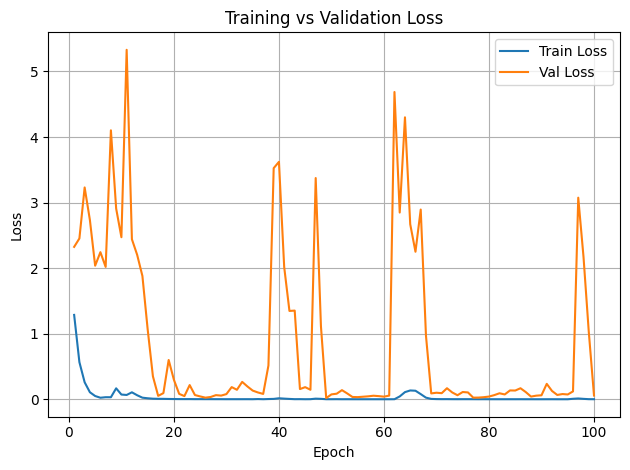 Training vs Validation Loss
Train Loss
Val Loss
Loss
5
4
3
2
1
0
0 20 40 60 80 100
Epoch